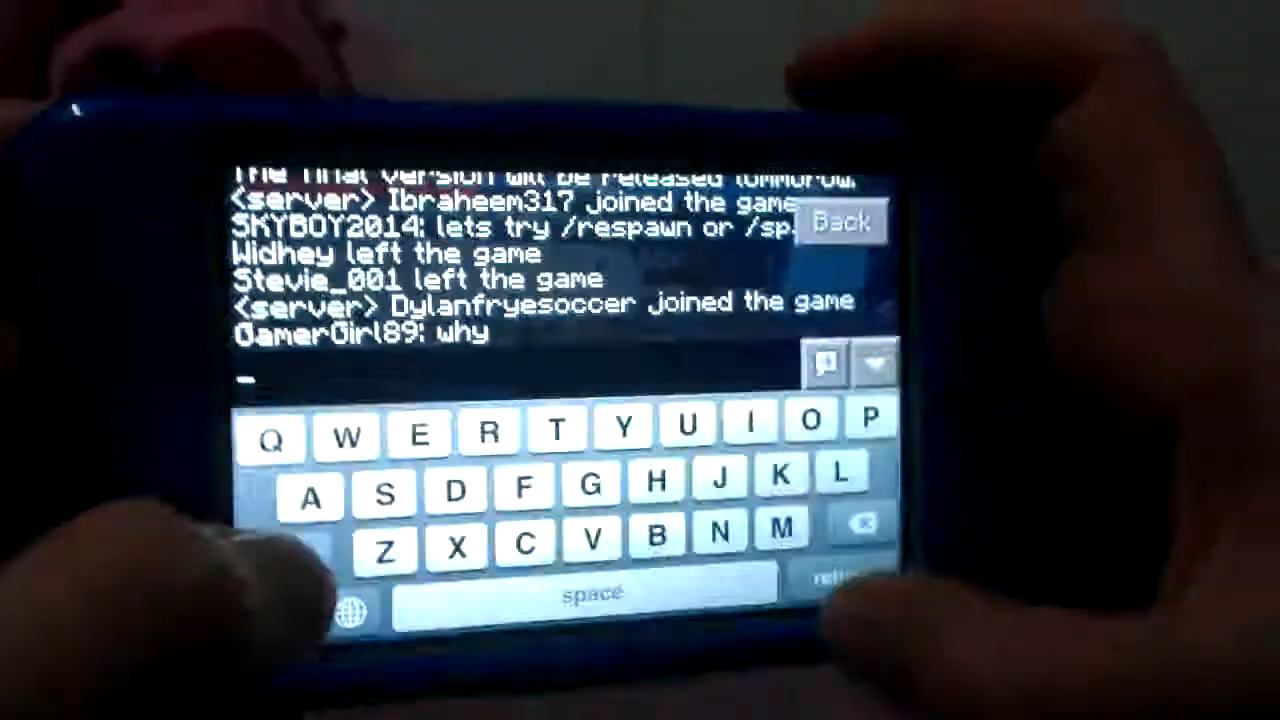 The final version will be released tommorow.
<server> Ibraheem317 joined the game
SKYBOY2014: lets try /respawn or /sp
Back
Widhey left the game
Stevie_001 left the game
<server> Dylanfryesoccer joined the game
GamerGirl89: why
Q W E R T Y U I O P
A S D F G H J K L
Z X C V B N M
space